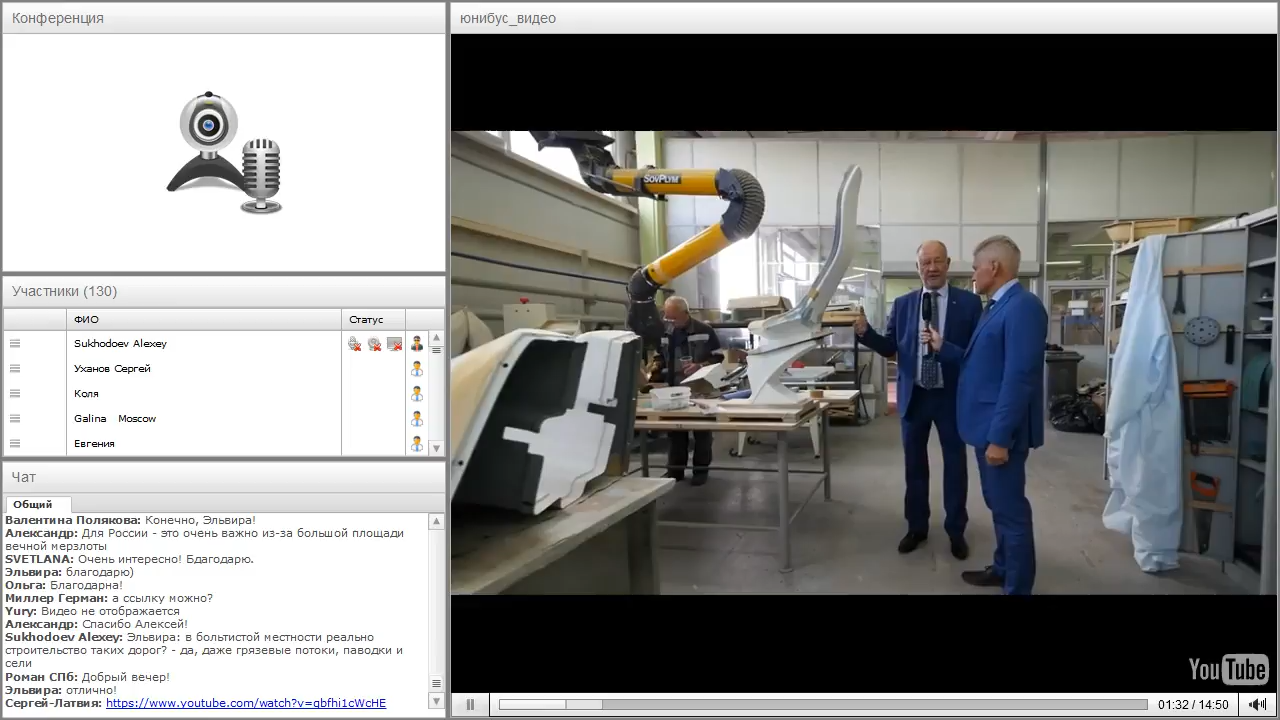 Конференция
Участники (130)
ФИО
Статус
Sukhodoev Alexey
Уханов Сергей
Коля
Galina Moscow
Евгения
Чат
Общий
Валентина Полякова: Конечно, Эльвира!
Александр: Для России - это очень важно из-за большой площади
вечной мерзлоты
SVETLANA: Очень интересно! Бдагодарю.
Эльвира: благодарю)
Ольга: Благодарна!
Миллер Герман: а ссылку можно?
Yury: Видео не отображается
Александр: Спасибо Алексей!
Sukhodoev Alexey: Эльвира: в больтистой местности реально
строительство таких дорог? - да, даже грязевые потоки, паводки и
сели
Роман СПб: Добрый вечер!
Эльвира: отлично!
Сергей-Латвия: https://www.youtube.com/watch?v=gbfhi1cWcHE
юнибус_видео
SovPlym
YouTube
01:32 / 14:50